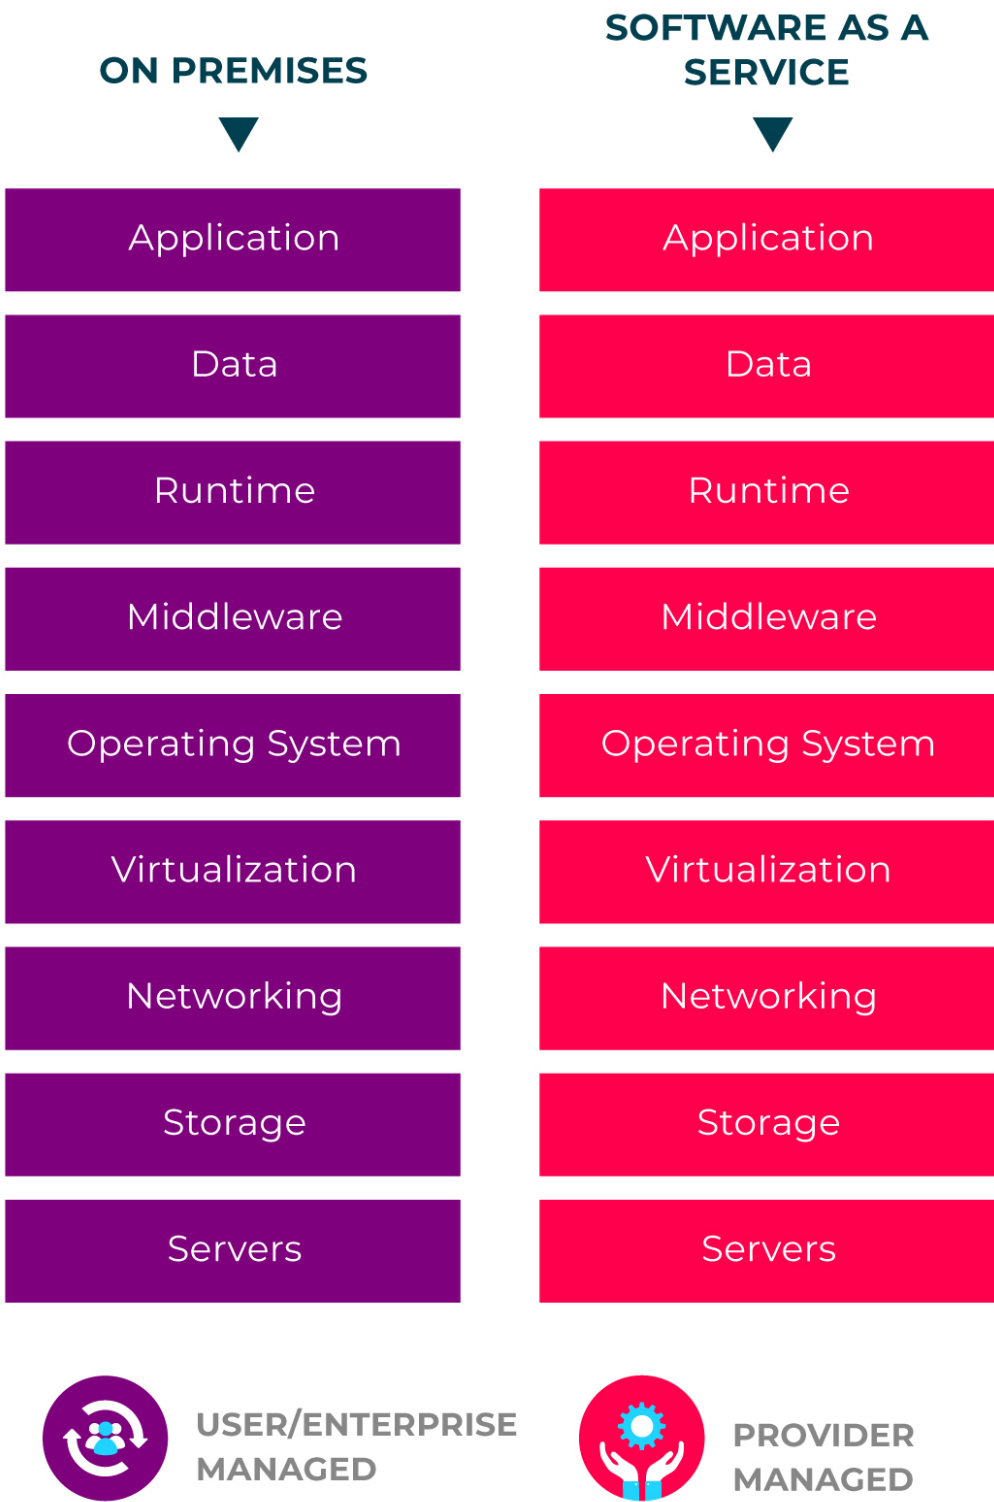 ON PREMISES
SOFTWARE AS A
SERVICE
Application
Data
Runtime
Middleware
Operating System
Virtualization
Networking
Storage
Servers
Application
Data
Runtime
Middleware
Operating System
Virtualization
Networking
Storage
Servers
USER/ENTERPRISE
MANAGED
PROVIDER
MANAGED